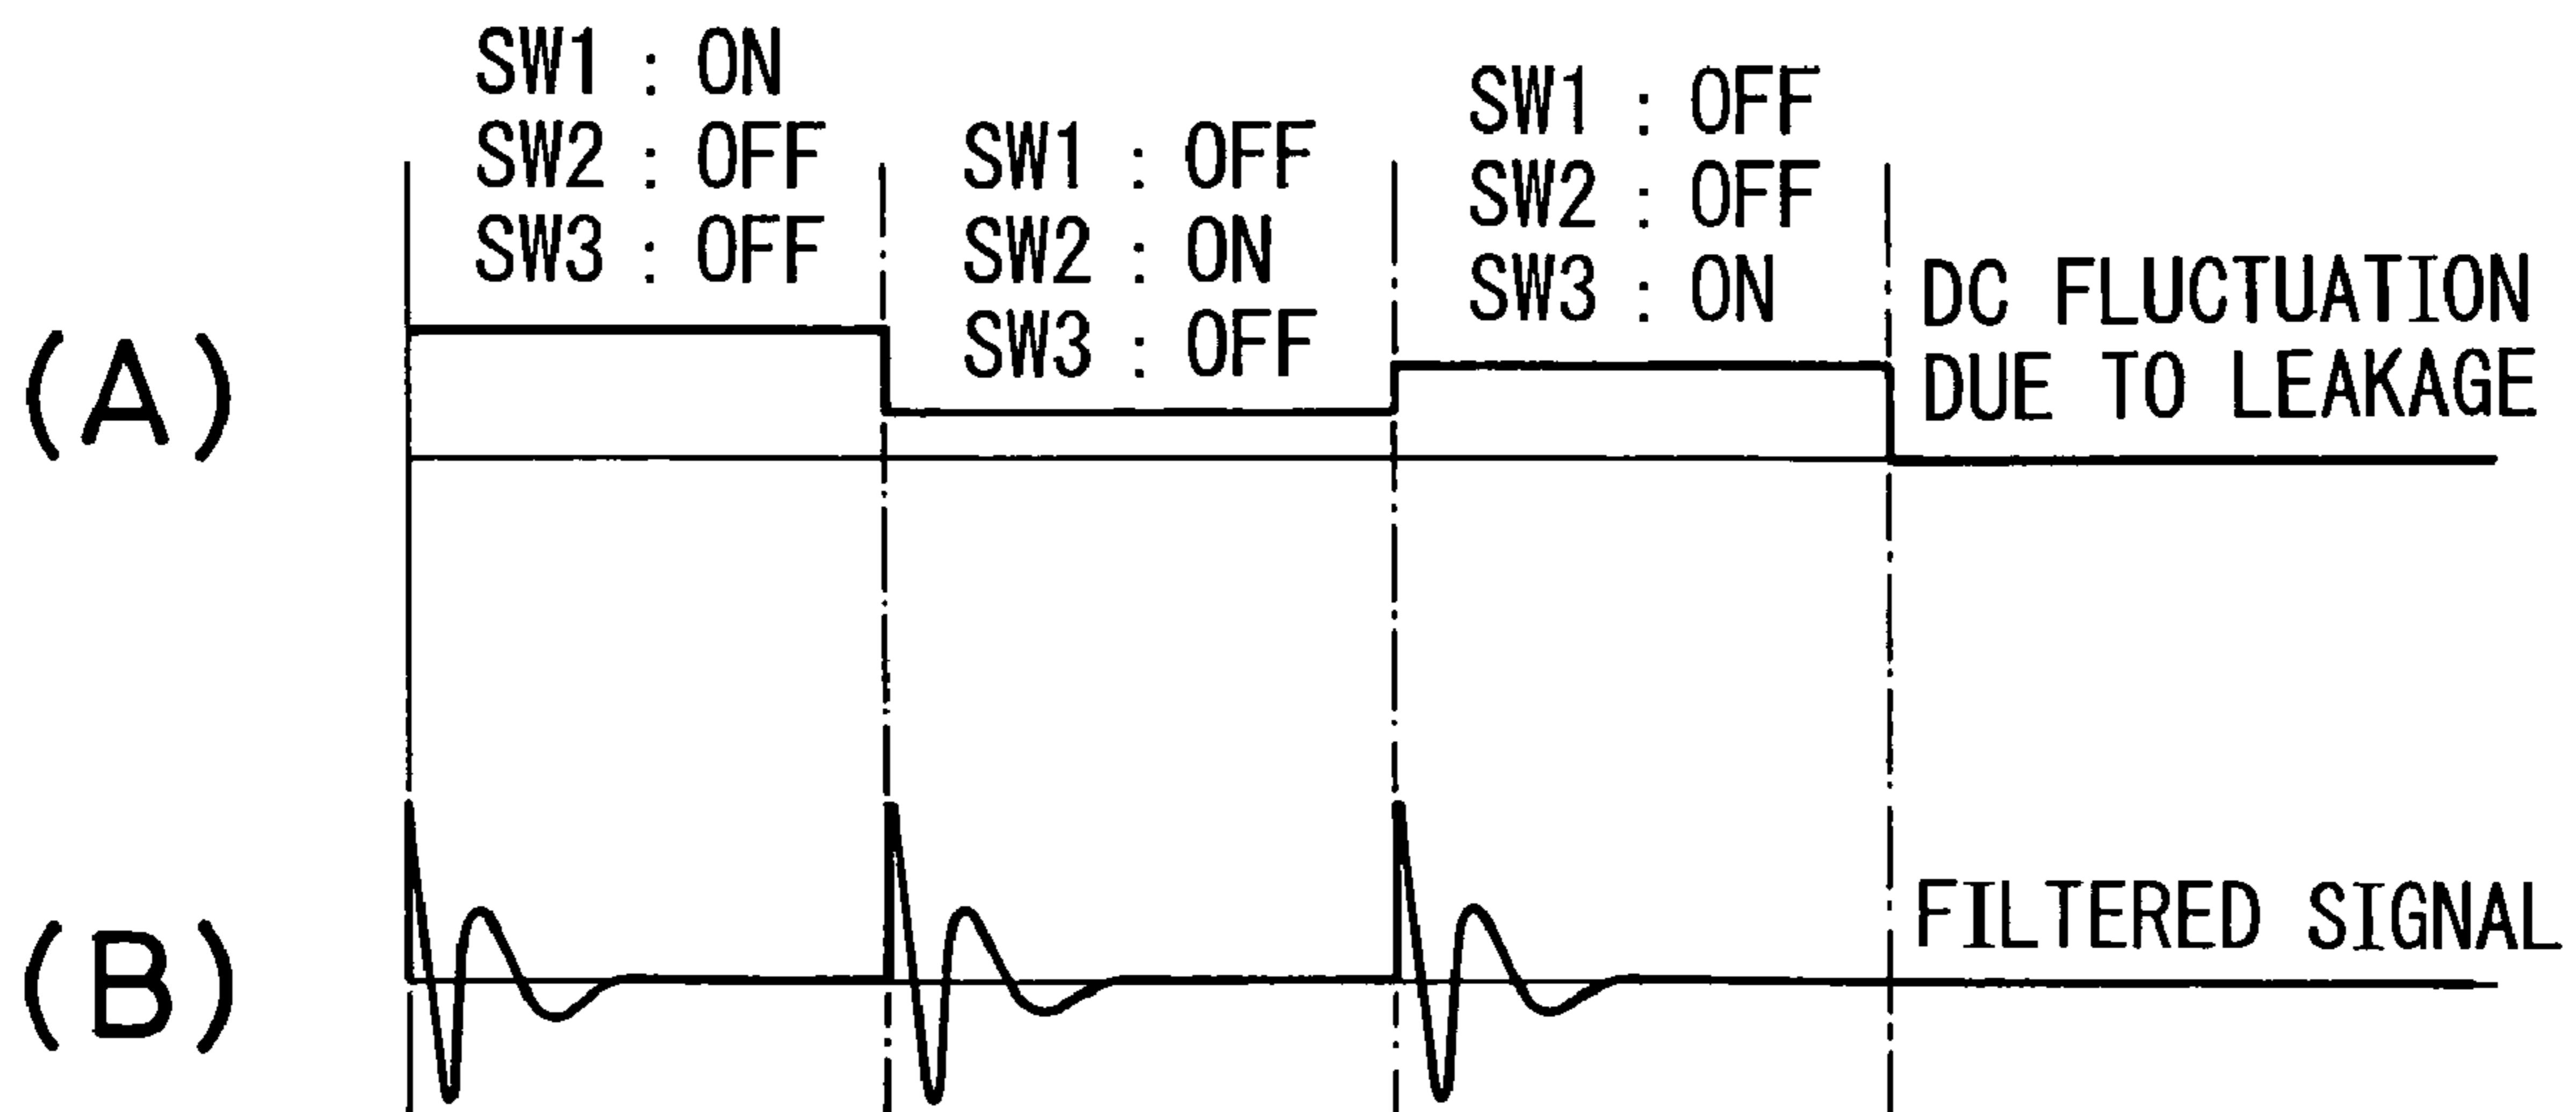 SW1 : ON
SW2 : OFF
SW3 : OFF
SW1 : OFF
SW2 : ON
SW3 : OFF
SW1 : OFF
SW2 : OFF
SW3 : ON
(A)
DC FLUCTUATION
DUE TO LEAKAGE
(B)
FILTERED SIGNAL